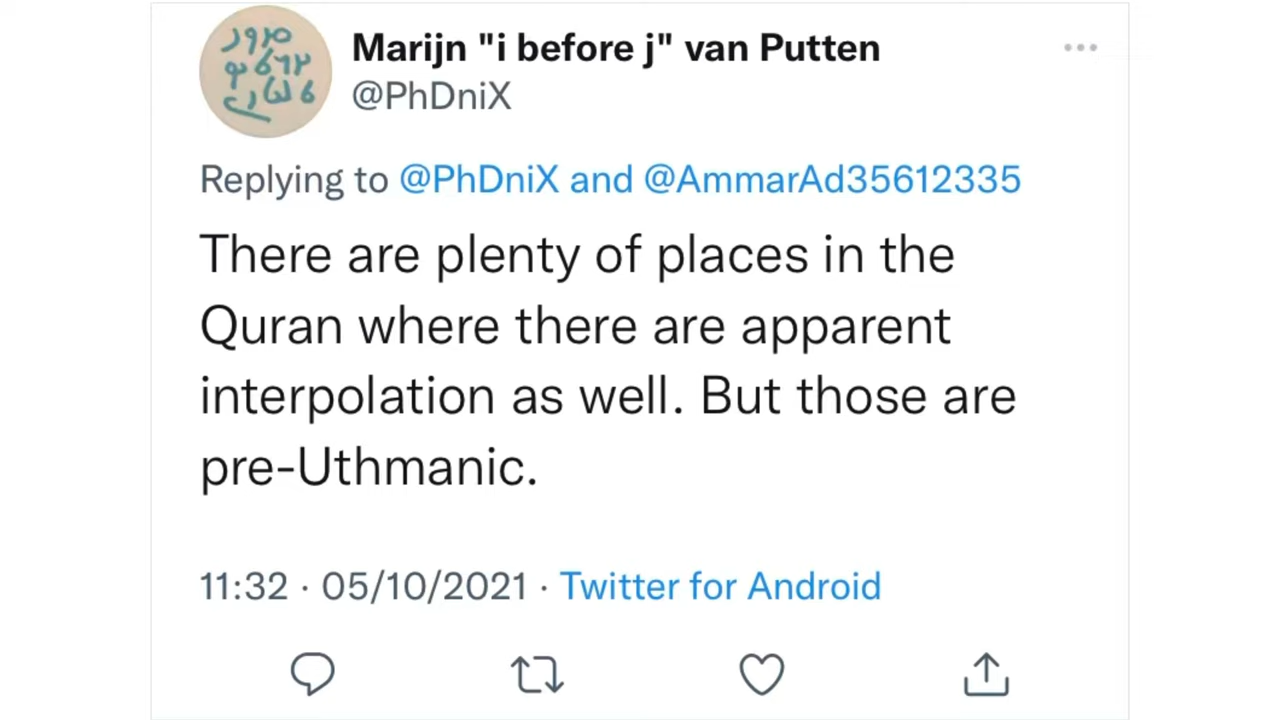 Marijn "i before j" van Putten
@PhDniX
Replying to @PhDniX and @AmmarAd35612335
There are plenty of places in the
Quran where there are apparent
interpolation as well. But those are
pre-Uthmanic.
11:32 · 05/10/2021 · Twitter for Android